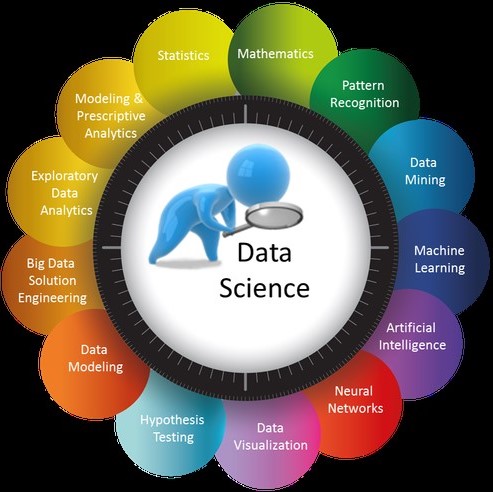 Data
Science
Mathematics
Pattern
Recognition
Data
Mining
Machine
Learning
Artificial
Intelligence
Neural
Networks
Data
Visualization
Hypothesis
Testing
Data
Modeling
Big Data
Solution
Engineering
Exploratory
Data
Analytics
Modeling &
Prescriptive
Analytics
Statistics